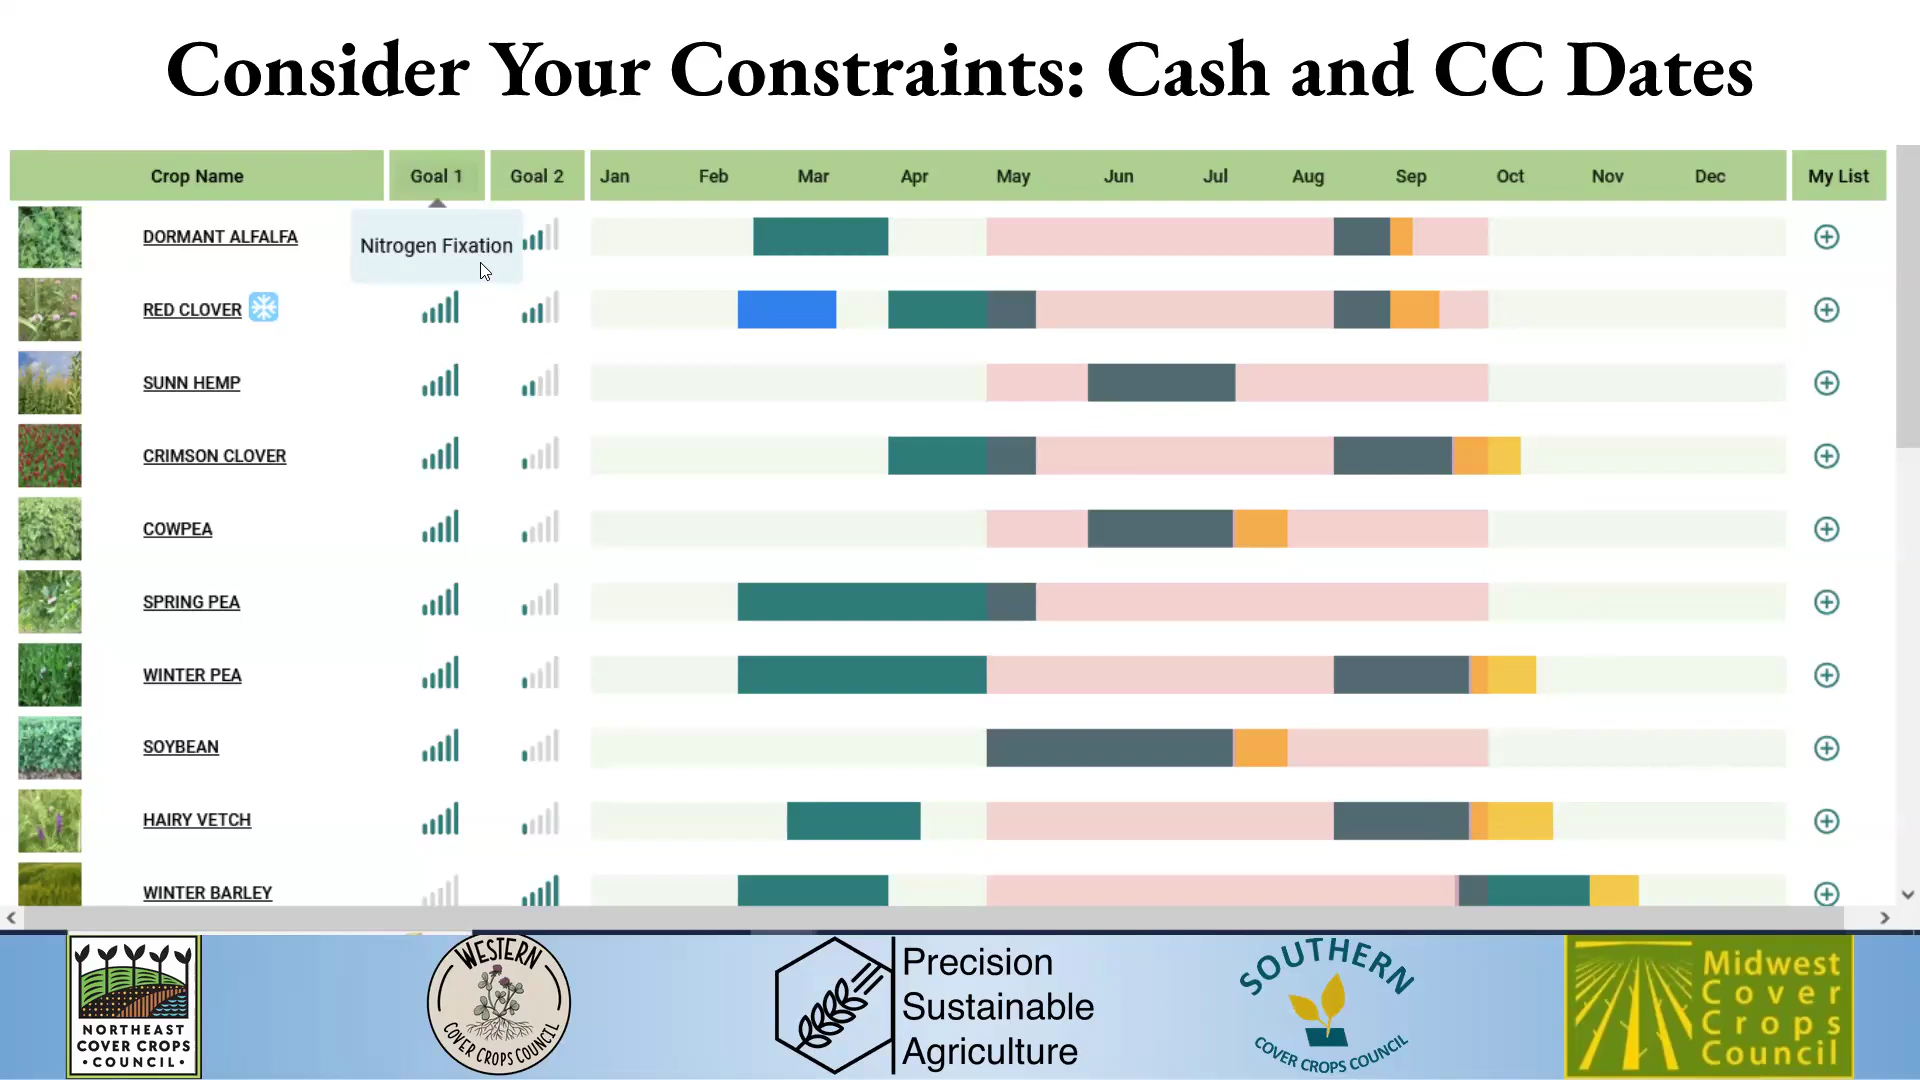 Consider Your Constraints: Cash and CC Dates
Crop Name Goal 1 Goal 2 Jan Feb Mar Apr May Jun Jul Aug Sep Oct Nov Dec My List
DORMANT ALFALFA
Nitrogen Fixation
RED CLOVER
SUNN HEMP
CRIMSON CLOVER
COWPEA
SPRING PEA
WINTER PEA
SOYBEAN
HAIRY VETCH
WINTER BARLEY
NORTHEAST
COVER CROPS
•COUNCIL•
WESTERN
COVER CROPS COUNCIL
Precision
Sustainable
Agriculture
SOUTHERN
COVER CROPS COUNCIL
Midwest
Cover
Crops
Council